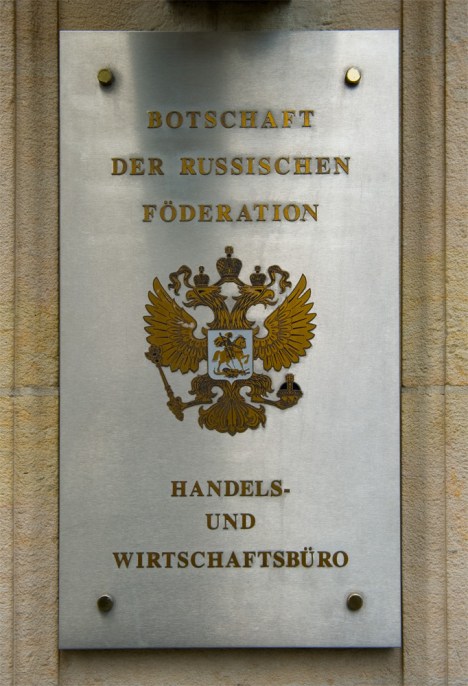 BOTSCHAFT
DER RUSSISCHEN
FÖDERATION
HANDELS-
UND
WIRTSCHAFTSBÜRO